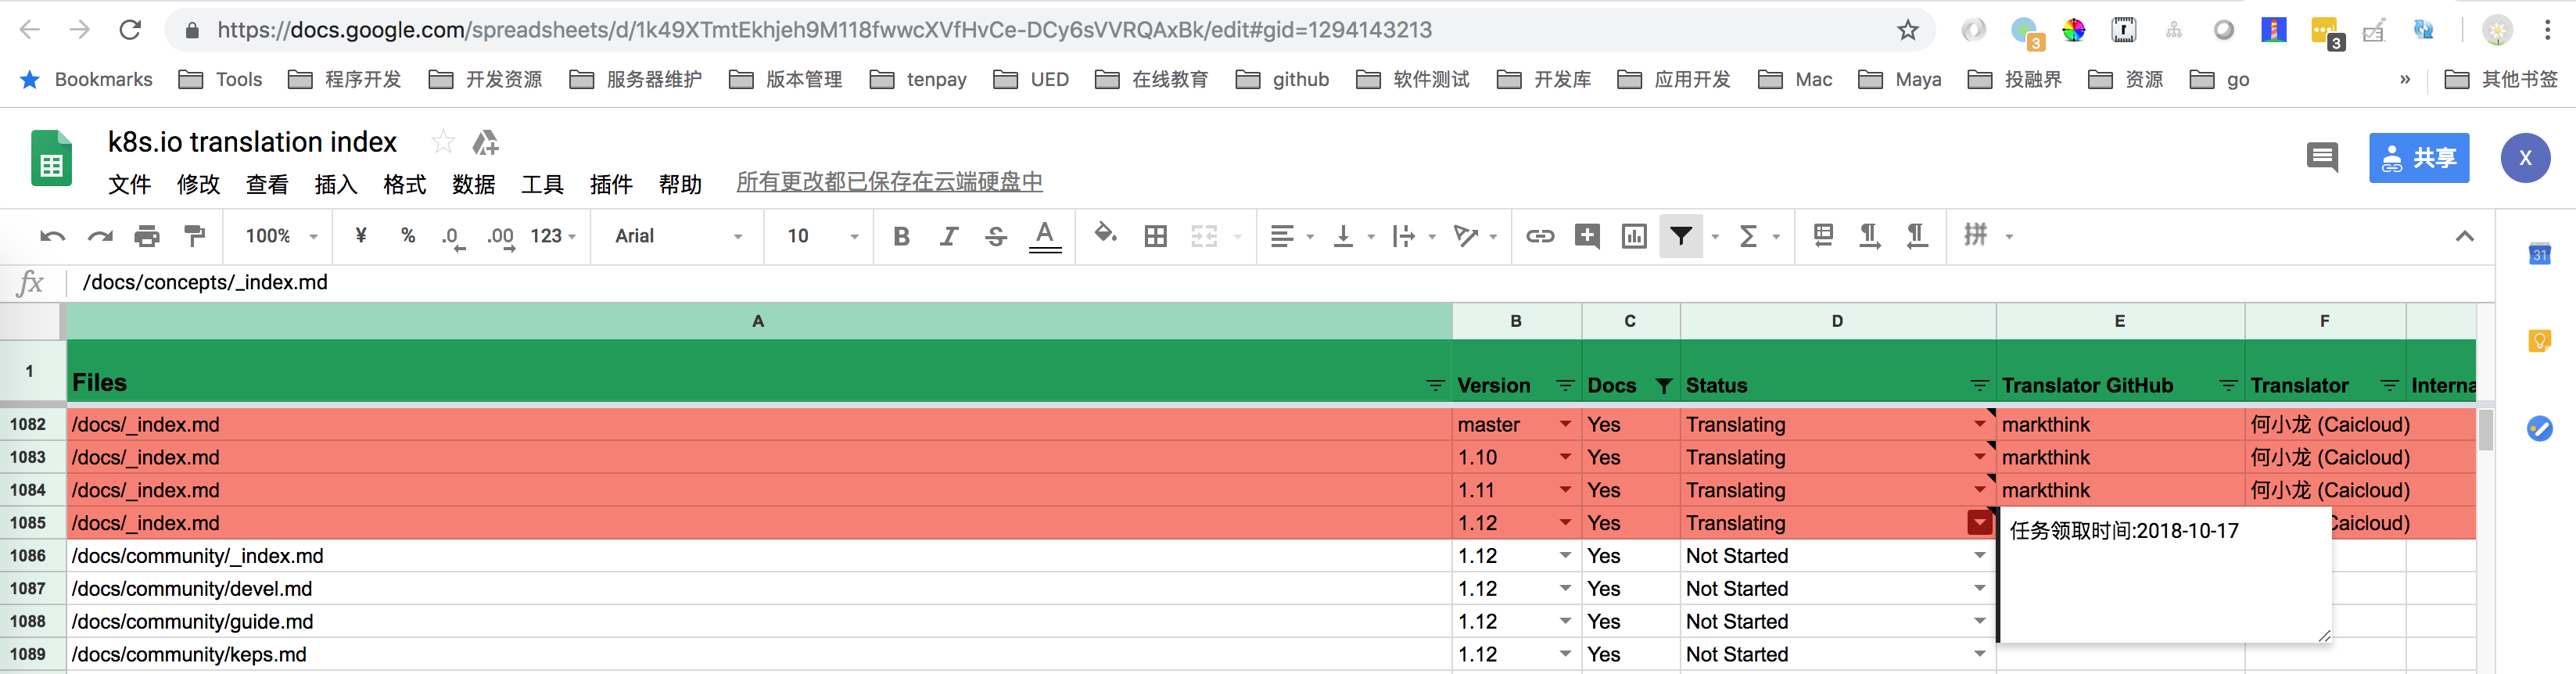 https://docs.google.com/spreadsheets/d/1k49XTmtEkhjeh9M118fwwcXVfHvCe-DCy6sVVRQAxBk/edit#gid=1294143213
3
3
Bookmarks Tools 程序开发 开发资源 服务器维护 版本管理 tenpay UED 在线教育 github 软件测试 开发库 应用开发 Mac Maya 投融界 资源 go » 其他书签
k8s.io translation index
共享
X
文件 修改 查看 插入 格式 数据 工具 插件 帮助 所有更改都已保存在云端硬盘中
100% ¥ % .0 .00 123 Arial 10 B I S A Σ 拼
31
fx /docs/concepts/_index.md
A B C D E F
1 Files Version Docs Status Translator GitHub Translator Interna
1082 /docs/_index.md master Yes Translating markthink 何小龙 (Caicloud)
1083 /docs/_index.md 1.10 Yes Translating markthink 何小龙 (Caicloud)
1084 /docs/_index.md 1.11 Yes Translating markthink 何小龙 (Caicloud)
1085 /docs/_index.md 1.12 Yes Translating 任务领取时间:2018-10-17 Caicloud)
1086 /docs/community/_index.md 1.12 Yes Not Started
1087 /docs/community/devel.md 1.12 Yes Not Started
1088 /docs/community/guide.md 1.12 Yes Not Started
1089 /docs/community/keps.md 1.12 Yes Not Started